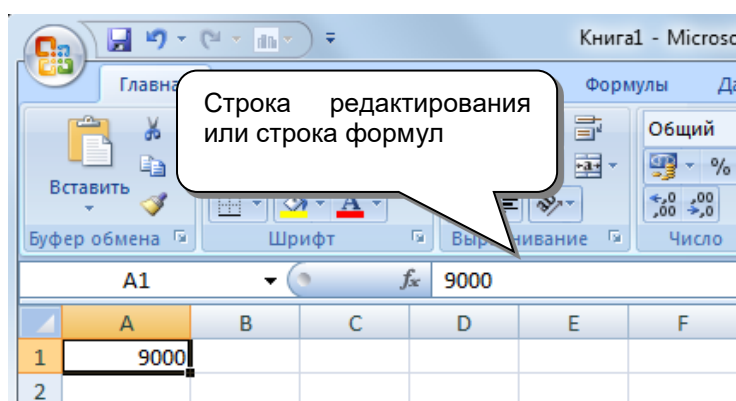 Книга1 - Microso
Главна
Формулы
Да
Строка редактирования
или строка формул
Общий
Вставить
%
Буфер обмена
Шрифт
Выр
нивание
Число
A1
fx
9000
A B C D E F
1 9000
2